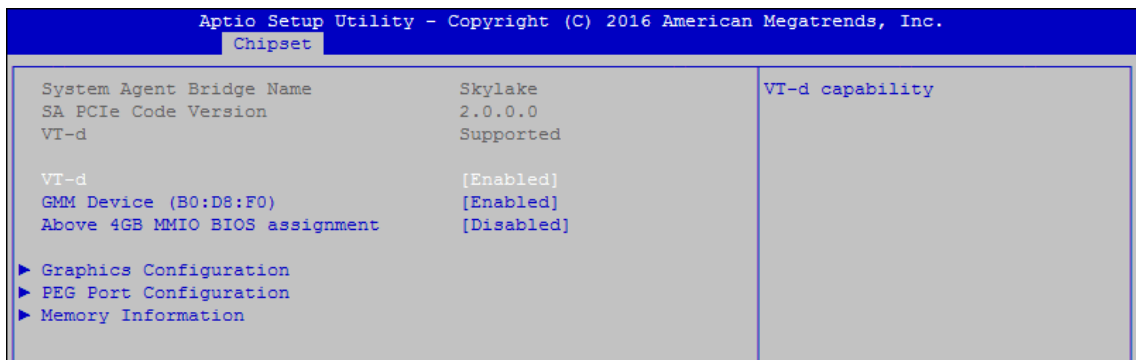 Aptio Setup Utility - Copyright (C) 2016 American Megatrends, Inc.
Chipset
System Agent Bridge Name Skylake VT-d capability
SA PCIe Code Version 2.0.0.0
VT-d Supported
VT-d [Enabled]
GMM Device (B0:D8:F0) [Enabled]
Above 4GB MMIO BIOS assignment [Disabled]
► Graphics Configuration
► PEG Port Configuration
► Memory Information